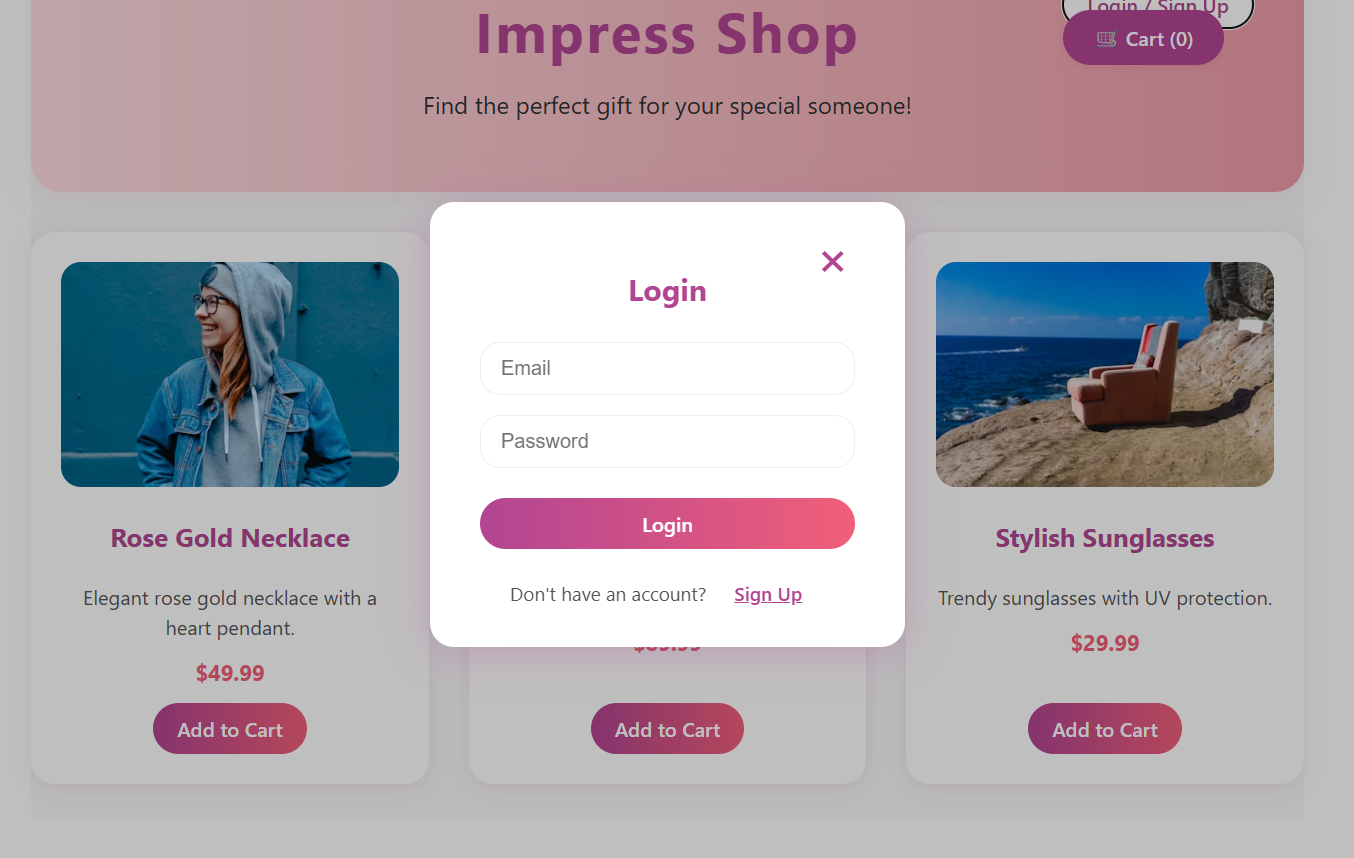 Login / Sign Up
Impress Shop
Cart (0)
Find the perfect gift for your special someone!
Login
Email
Password
Login
Don't have an account? Sign Up
Rose Gold Necklace
Elegant rose gold necklace with a
heart pendant.
$49.99
Add to Cart
Add to Cart
Stylish Sunglasses
Trendy sunglasses with UV protection.
$29.99
Add to Cart